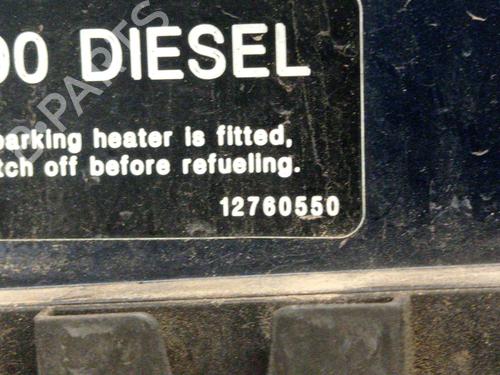 00 DIESEL
parking heater is fitted,
tch off before refueling.
12760550